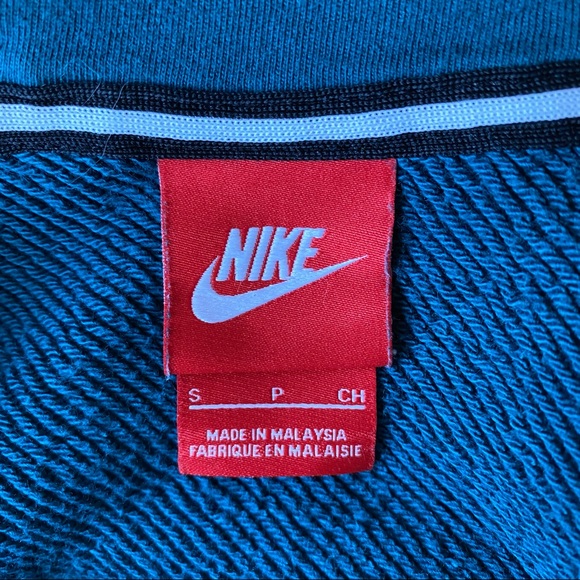 NIKE
S P CH
MADE IN MALAYSIA
FABRIQUE EN MALAISIE